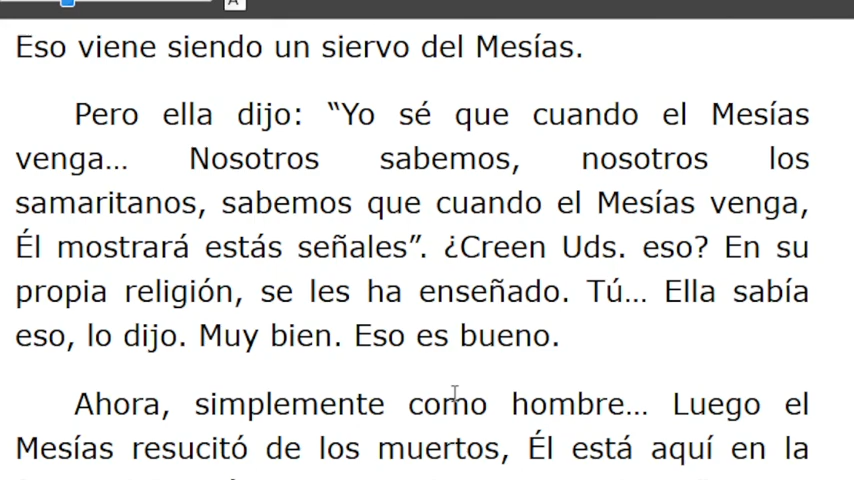 A
Eso viene siendo un siervo del Mesías.
Pero ella dijo: “Yo sé que cuando el Mesías
venga… Nosotros sabemos, nosotros los
samaritanos, sabemos que cuando el Mesías venga,
Él mostrará estás señales”. ¿Creen Uds. eso? En su
propia religión, se les ha enseñado. Tú… Ella sabía
eso, lo dijo. Muy bien. Eso es bueno.
Ahora, simplemente como hombre… Luego el
Mesías resucitó de los muertos, Él está aquí en la